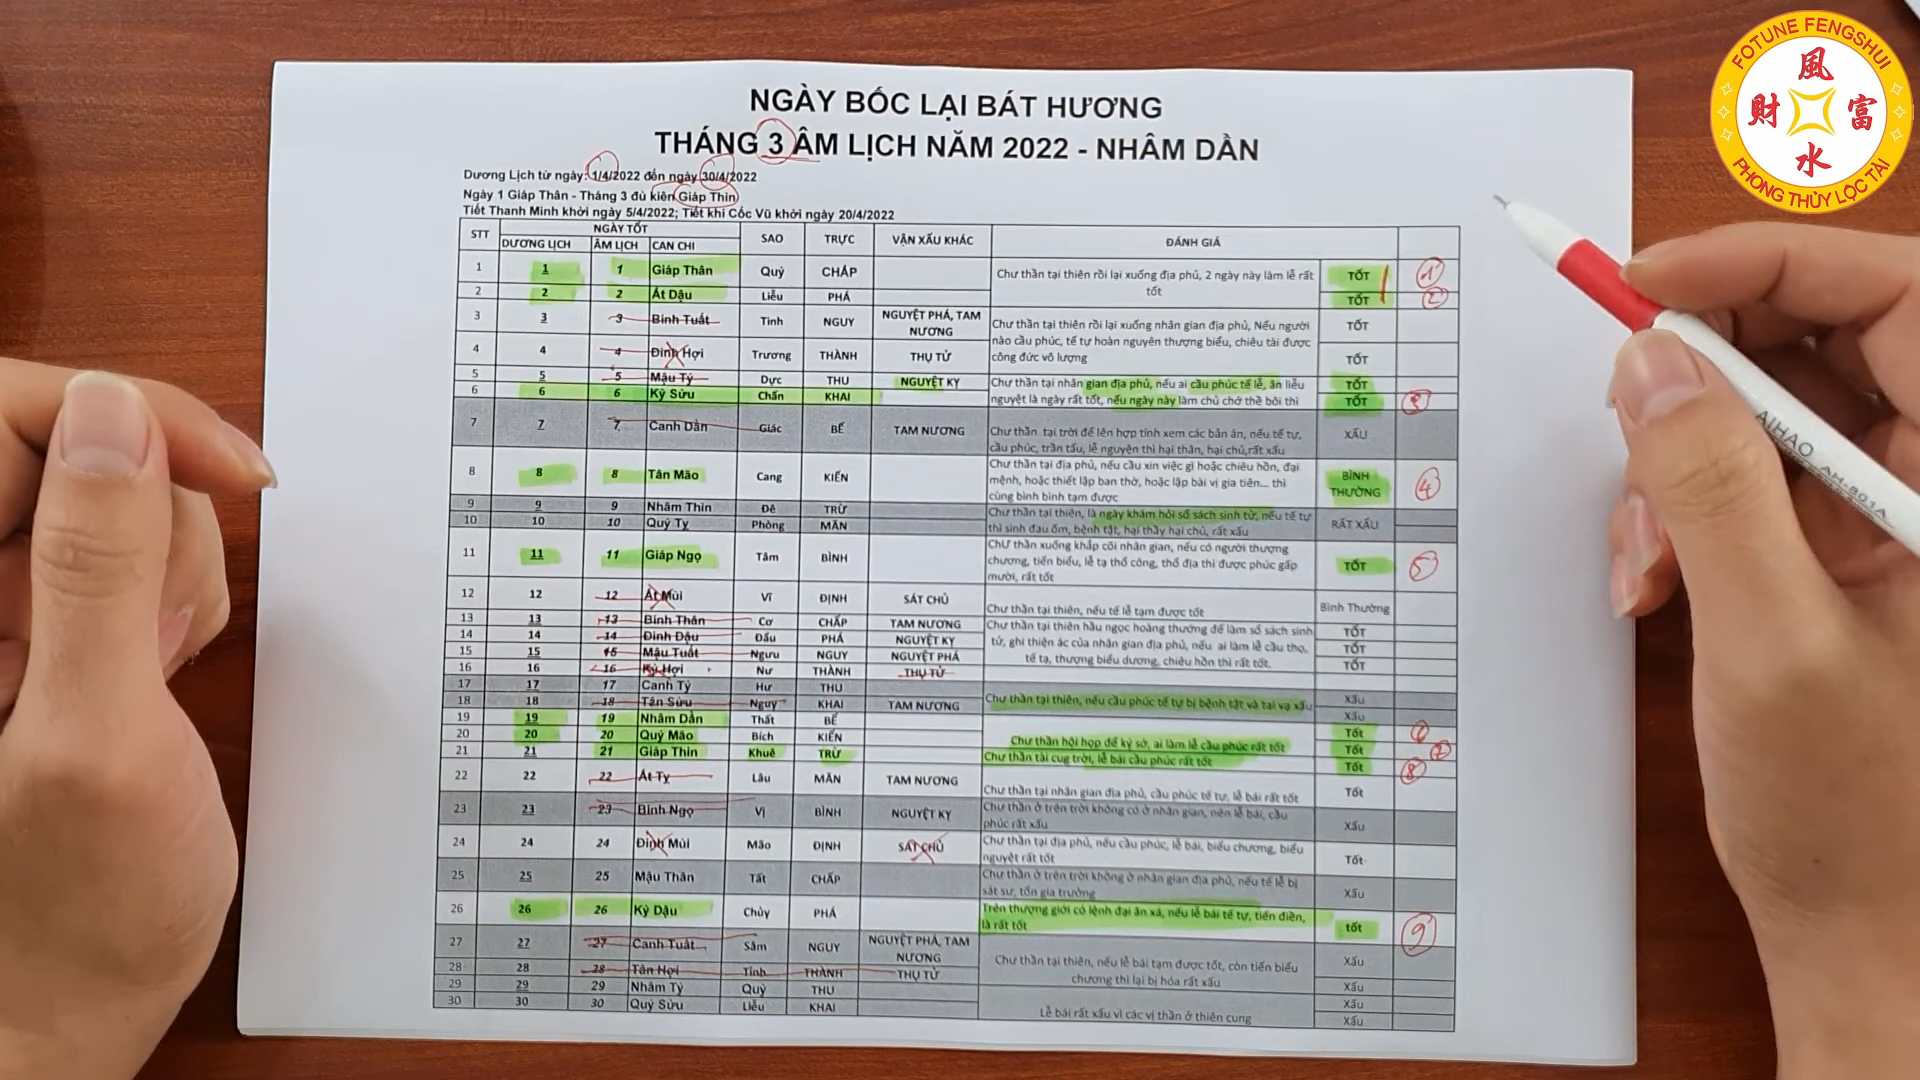 FOTUNE FENGSHUI
風
財 富
水
PHONG THỦY LỘC TÀI
NGÀY BỐC LẠI BÁT HƯƠNG
THÁNG 3 ÂM LỊCH NĂM 2022 - NHÂM DẦN
Dương Lịch từ ngày: 1/4/2022 đến ngày 30/4/2022
Ngày 1 Giáp Thân - Tháng 3 đủ kiến Giáp Thìn
Tiết Thanh Minh khởi ngày 5/4/2022; Tiết khí Cốc Vũ khởi ngày 20/4/2022
STT NGÀY TỐT SAO TRỰC VẬN XẤU KHÁC ĐÁNH GIÁ
DƯƠNG LỊCH ÂM LỊCH CAN CHI
1 1 1 Giáp Thân Quỷ CHẤP Chư thần tại thiên rồi lại xuống địa phủ, 2 ngày này làm lễ rất tốt TỐT 1
2 2 2 Ất Dậu Liễu PHÁ TỐT 2
3 3 3 Bính Tuất Tinh NGUY NGUYỆT PHÁ, TAM NƯƠNG Chư thần tại thiên rồi lại xuống nhân gian địa phủ, Nếu người nào cầu phúc, tế tự hoàn nguyên thượng biểu, chiêu tài được công đức vô lượng TỐT
4 4 4 Đinh Hợi Trương THÀNH THỤ TỬ TỐT
5 5 5 Mậu Tý Dực THU NGUYỆT KỴ Chư thần tại nhân gian địa phủ, nếu ai cầu phúc tế lễ, ân liễu nguyệt là ngày rất tốt, nếu ngày này làm chủ chớ thề bồi thì TỐT
6 6 6 Kỷ Sửu Chẩn KHAI TỐT 3
7 7 7 Canh Dần Giác BẾ TAM NƯƠNG Chư thần tại trời để lên hợp tính xem các bản án, nếu tế tự, cầu phúc, trần tấu, lễ nguyện thì hại thân, hại chủ,rất xấu XẤU
8 8 8 Tân Mão Cang KIẾN Chư thần tại địa phủ, nếu cầu xin việc gì hoặc chiêu hồn, đại mệnh, hoặc thiết lập ban thờ, hoặc lập bài vị gia tiên... thì cũng bình bình tạm được BÌNH THƯỜNG 4
9 9 9 Nhâm Thìn Đê TRỪ Chư thần tại thiên, là ngày khám hỏi sổ sách sinh tử, nếu tế tự thì sinh đau ốm, bệnh tật, hại thầy hại chủ, rất xấu RẤT XẤU
10 10 10 Quý Tỵ Phòng MÃN
11 11 11 Giáp Ngọ Tâm BÌNH Chư thần xuống khắp cõi nhân gian, nếu có người thượng chương, tiến biểu, lễ tạ thổ công, thổ địa thì được phúc gấp mười, rất tốt TỐT 5
12 12 12 Ất Mùi Vĩ ĐỊNH SÁT CHỦ Chư thần tại thiên, nếu tế lễ tạm được tốt Bình Thường
13 13 13 Bính Thân Cơ CHẤP TAM NƯƠNG Chư thần tại thiên hầu ngọc hoàng thướng để làm sổ sách sinh tử, ghi thiện ác của nhân gian địa phủ, nếu ai làm lễ cầu thọ, tế tạ, thượng biểu dương, chiêu hồn thì rất tốt. TỐT
14 14 14 Đinh Dậu Đẩu PHÁ NGUYỆT KỴ TỐT
15 15 15 Mậu Tuất Ngưu NGUY NGUYỆT PHÁ TỐT
16 16 16 Kỷ Hợi Nư THÀNH THỤ TỬ
17 17 17 Canh Tý Hư THU Chư thần tại thiên, nếu cầu phúc tế tự bị bệnh tật và tai vạ xấu Xấu
18 18 18 Tân Sửu Nguy KHAI TAM NƯƠNG Xấu
19 19 19 Nhâm Dần Thất BẾ Chư thần hội họp để ký sớ, ai làm lễ cầu phúc rất tốt Tốt 6
20 20 20 Quý Mão Bích KIẾN Tốt 7
21 21 21 Giáp Thìn Khuê TRỪ Chư thần tài cug trời, lễ bái cầu phúc rất tốt Tốt 8
22 22 22 Ất Tỵ Lâu MÃN TAM NƯƠNG Chư thần tại nhân gian địa phủ, cầu phúc tế tự, lễ bái rất tốt Tốt
23 23 23 Bính Ngọ Vị BÌNH NGUYỆT KỴ Chư thần ở trên trời không có ở nhân gian, nên lễ bái, cầu phúc rất xấu Xấu
24 24 24 Đinh Mùi Mão ĐỊNH SÁT CHỦ Chư thần tại địa phủ, nếu cầu phúc, lễ bái, biểu chương, biểu nguyệt rất tốt Tốt
25 25 25 Mậu Thân Tất CHẤP Chư thần ở trên trời không ở nhân gian địa phủ, nếu tế lễ bị sát sư, tổn gia trưởng Xấu
26 26 26 Kỷ Dậu Chủy PHÁ Trên thượng giới có lệnh đại ân xá, nếu lễ bái tế tự, tiến điền, là rất tốt tốt 9
27 27 27 Canh Tuất Sâm NGUY NGUYỆT PHÁ, TAM NƯƠNG Chư thần tại thiên, nếu lễ bái tạm được tốt, còn tiến biểu chương thì lại bị hóa rất xấu Xấu
28 28 28 Tân Hợi Tỉnh THÀNH THỤ TỬ Xấu
29 29 29 Nhâm Tý Quỷ THU Lễ bái rất xấu vì các vị thần ở thiên cung Xấu
30 30 30 Quý Sửu Liễu KHAI Xấu
AIHAO AH-801A